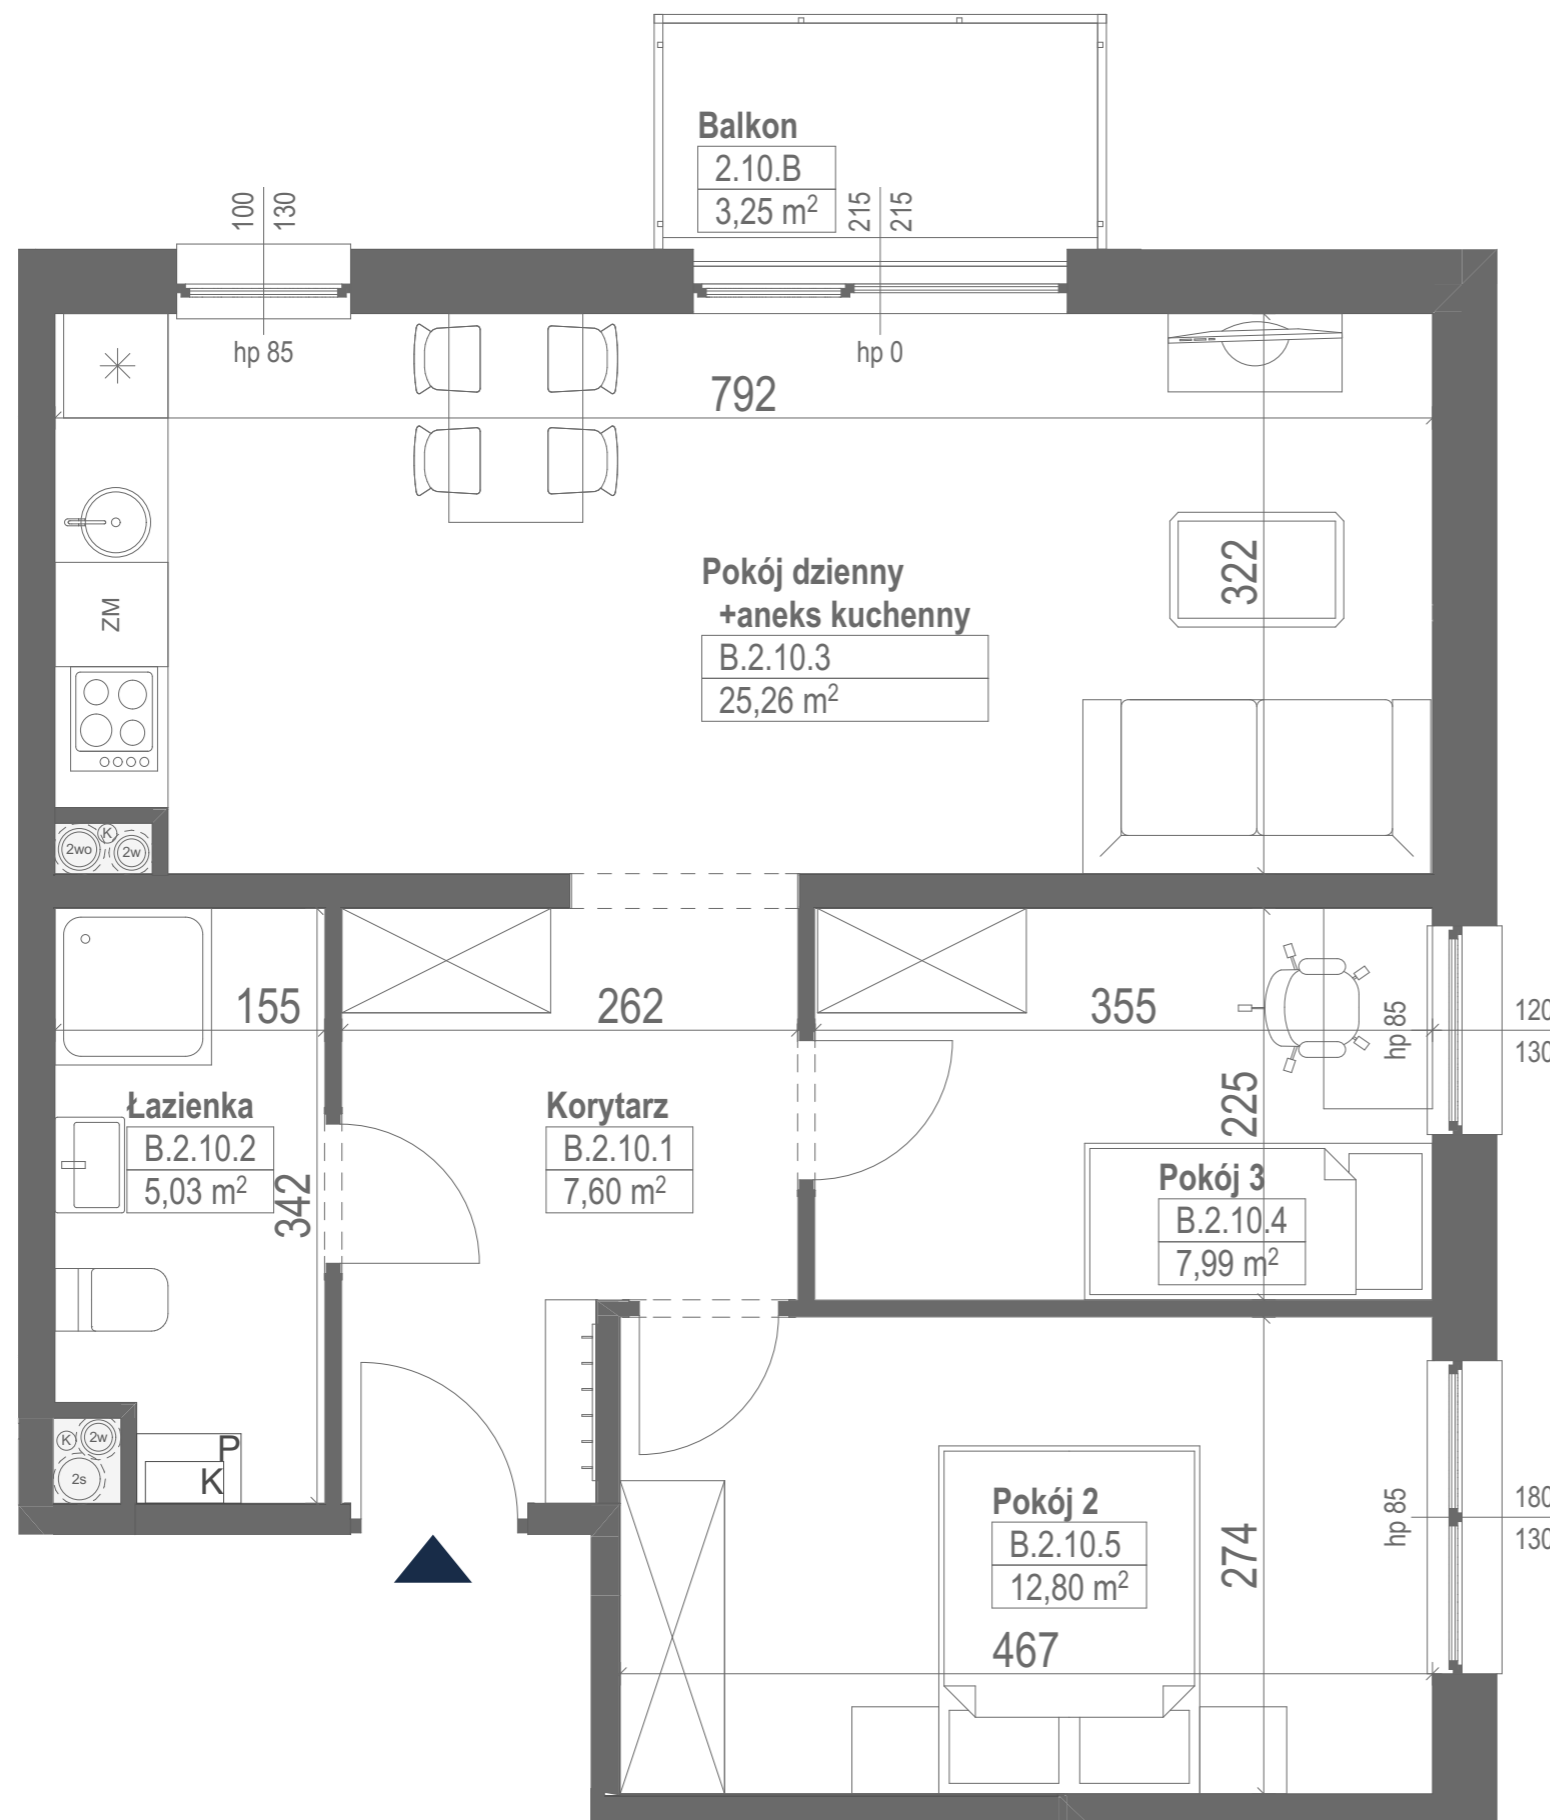 Balkon
2.10.B
3,25 m²
100
130
215
215
hp 85
hp 0
792
Pokój dzienny
+aneks kuchenny
B.2.10.3
25,26 m²
322
ZM
2wo
K
2w
155
262
355
hp 85
120
130
Łazienka
B.2.10.2
5,03 m²
342
Korytarz
B.2.10.1
7,60 m²
225
Pokój 3
B.2.10.4
7,99 m²
K
2w
2s
P
K
Pokój 2
B.2.10.5
12,80 m²
467
274
hp 85
180
130